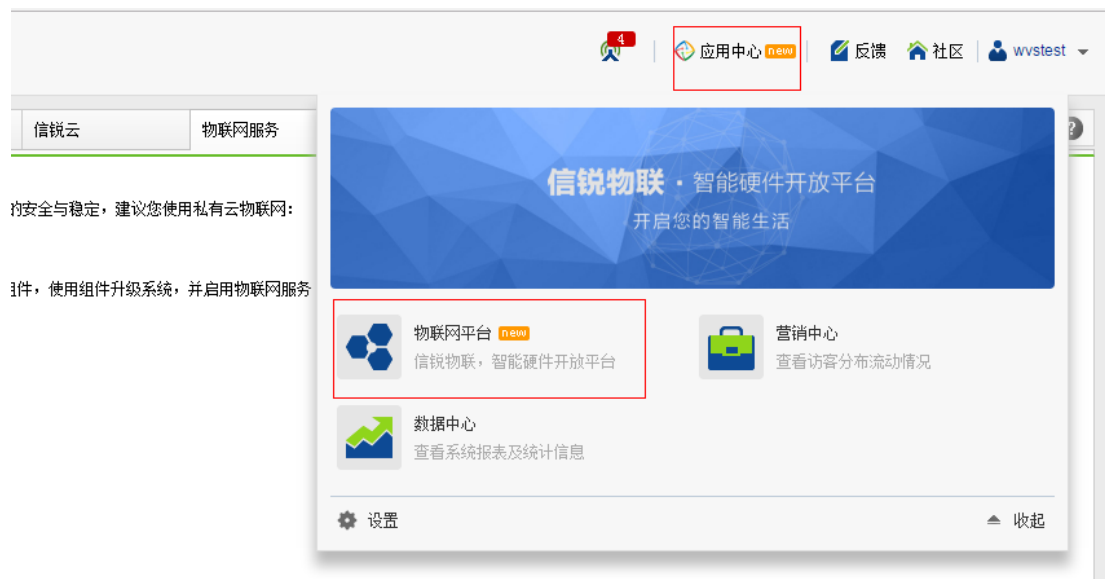 4
应用中心 new
反馈
社区
wvstest
信锐云
物联网服务
?
信锐物联·智能硬件开放平台
开启您的智能生活
的安全与稳定，建议您使用私有云物联网：
组件，使用组件升级系统，并启用物联网服务
物联网平台 new
信锐物联，智能硬件开放平台
营销中心
查看访客分布流动情况
数据中心
查看系统报表及统计信息
设置
收起